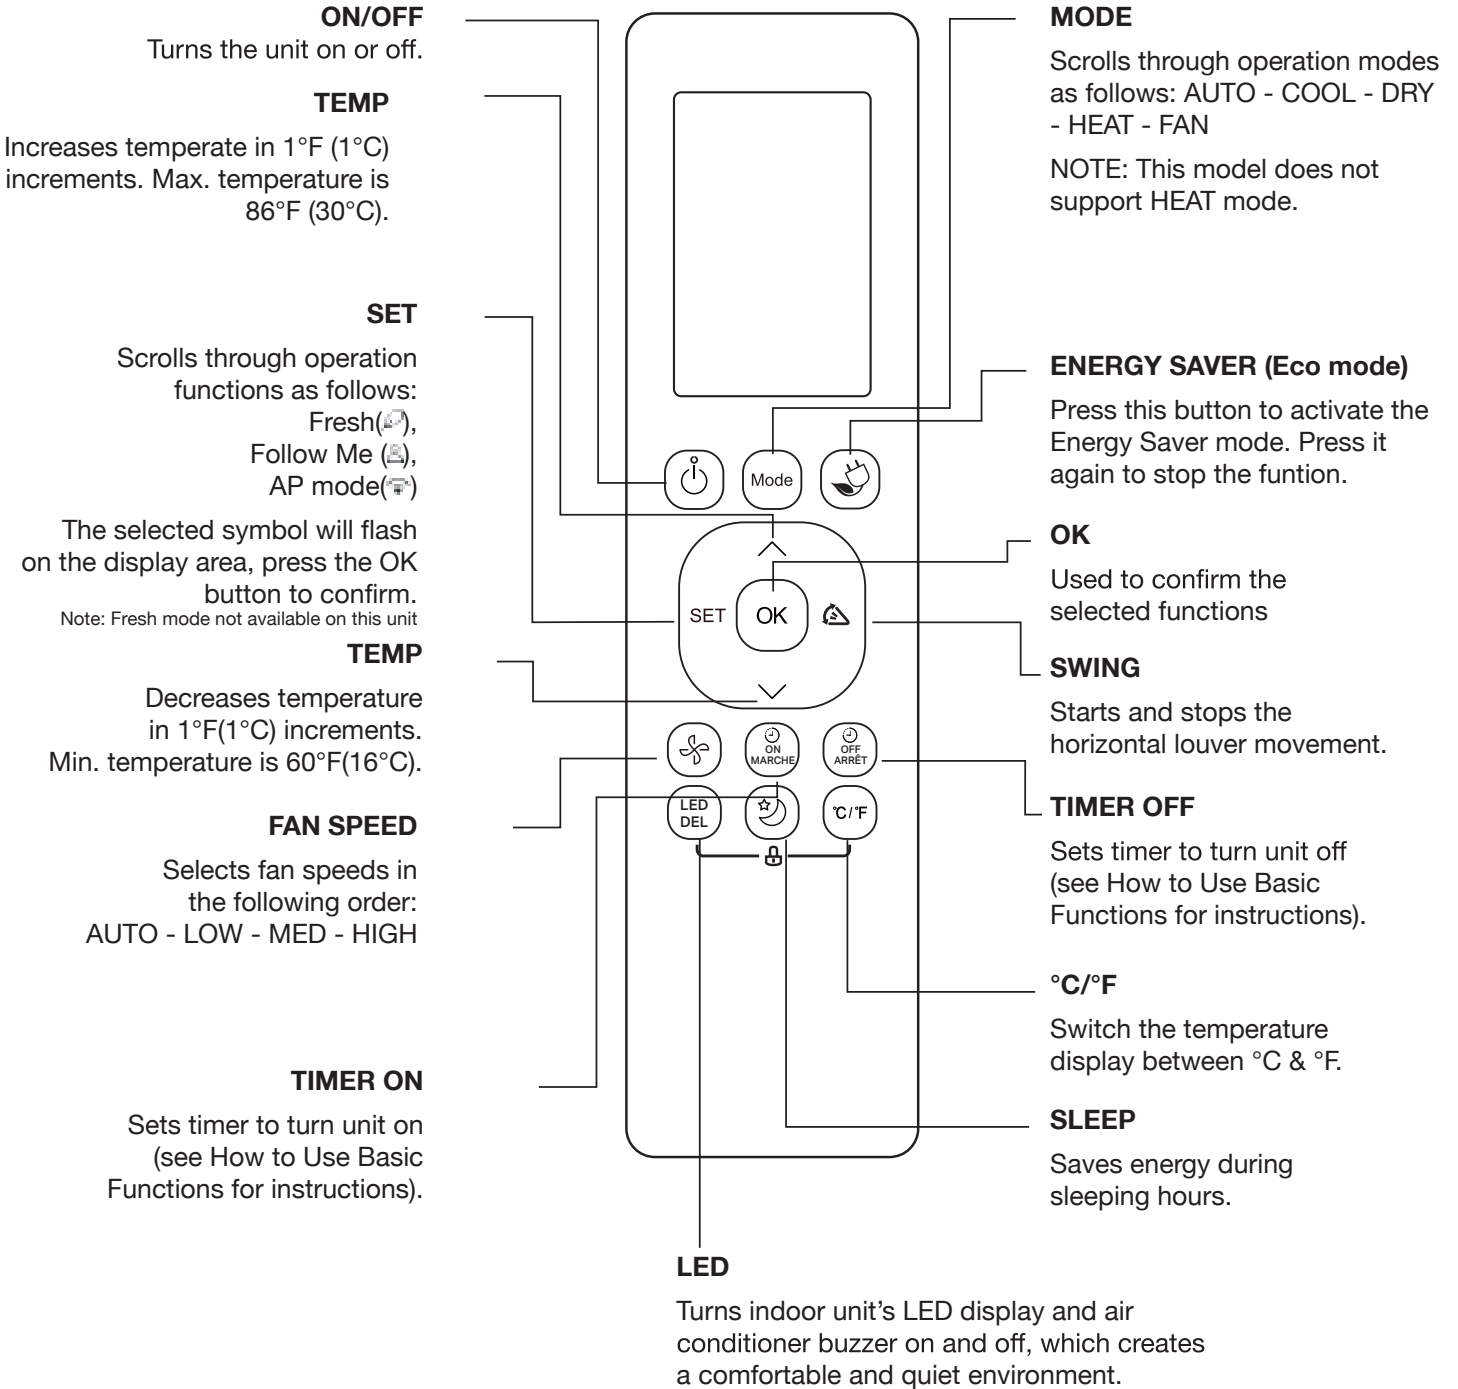 ON/OFF
Turns the unit on or off.
TEMP
Increases temperate in 1°F (1°C)
increments. Max. temperature is
86°F (30°C).
SET
Scrolls through operation
functions as follows:
Fresh( ),
Follow Me ( ),
AP mode( )
The selected symbol will flash
on the display area, press the OK
button to confirm.
Note: Fresh mode not available on this unit
TEMP
Decreases temperature
in 1°F(1°C) increments.
Min. temperature is 60°F(16°C).
FAN SPEED
Selects fan speeds in
the following order:
AUTO - LOW - MED - HIGH
TIMER ON
Sets timer to turn unit on
(see How to Use Basic
Functions for instructions).
Mode
SET
OK
ON
MARCHE
OFF
ARRÊT
LED
DEL
°C/°F
MODE
Scrolls through operation modes
as follows: AUTO - COOL - DRY
- HEAT - FAN
NOTE: This model does not
support HEAT mode.
ENERGY SAVER (Eco mode)
Press this button to activate the
Energy Saver mode. Press it
again to stop the funtion.
OK
Used to confirm the
selected functions
SWING
Starts and stops the
horizontal louver movement.
TIMER OFF
Sets timer to turn unit off
(see How to Use Basic
Functions for instructions).
°C/°F
Switch the temperature
display between °C & °F.
SLEEP
Saves energy during
sleeping hours.
LED
Turns indoor unit's LED display and air
conditioner buzzer on and off, which creates
a comfortable and quiet environment.